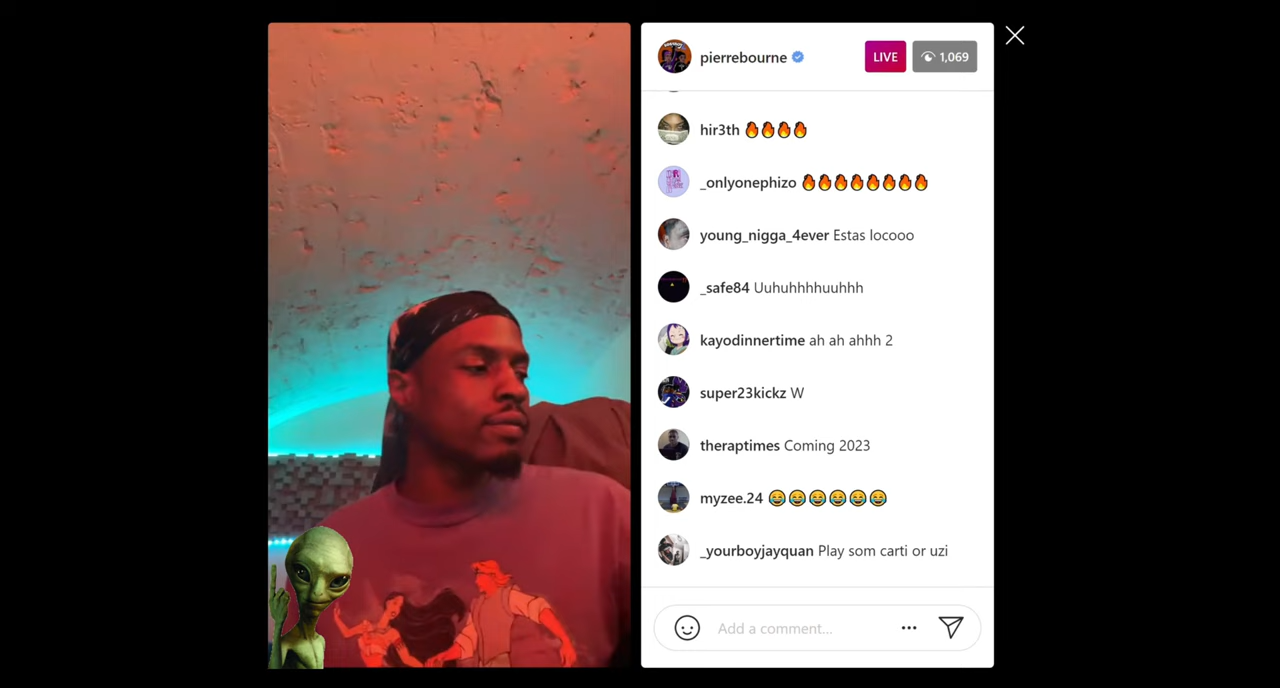 pierrebourne
LIVE
1,069
hir3th 🔥🔥🔥🔥
_onlyonephizo 🔥🔥🔥🔥🔥🔥🔥🔥
young_nigga_4ever Estas locooo
_safe84 Uuhuhhhhuuhhh
kayodinnertime ah ah ahhh 2
super23kickz W
theraptimes Coming 2023
myzee.24 😂😂😂😂😂😂
_yourboyjayquan Play som carti or uzi
Add a comment...